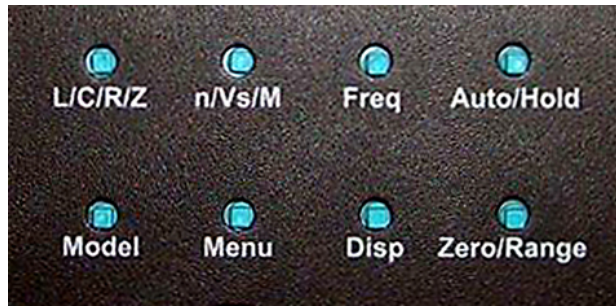 L/C/R/Z n/Vs/M Freq Auto/Hold
Model Menu Disp Zero/Range